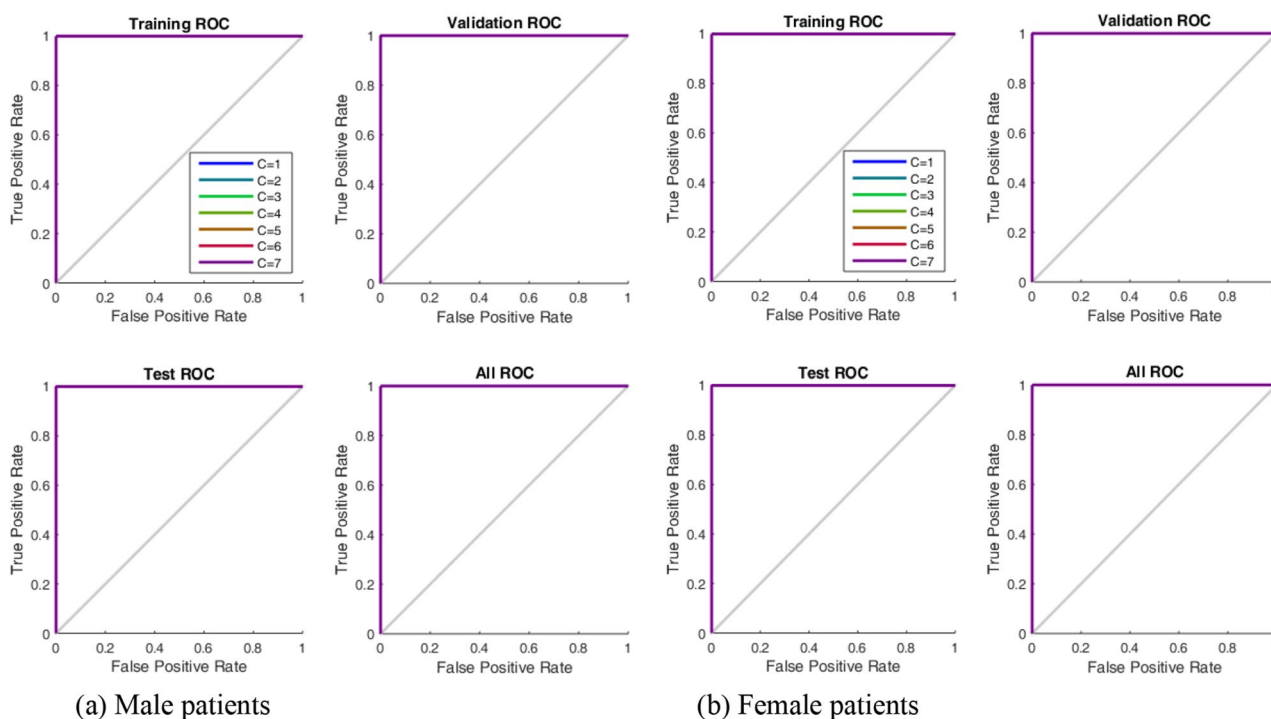 Training ROC
1
0.8
0.6
0.4
0.2
0
True Positive Rate
C=1
C=2
C=3
C=4
C=5
C=6
C=7
0 0.2 0.4 0.6 0.8 1
False Positive Rate
Validation ROC
1
0.8
0.6
0.4
0.2
0
True Positive Rate
0 0.2 0.4 0.6 0.8 1
False Positive Rate
Test ROC
1
0.8
0.6
0.4
0.2
0
True Positive Rate
0 0.2 0.4 0.6 0.8 1
False Positive Rate
All ROC
1
0.8
0.6
0.4
0.2
0
True Positive Rate
0 0.2 0.4 0.6 0.8 1
False Positive Rate
(a) Male patients
Training ROC
1
0.8
0.6
0.4
0.2
0
True Positive Rate
C=1
C=2
C=3
C=4
C=5
C=6
C=7
0 0.2 0.4 0.6 0.8 1
False Positive Rate
Validation ROC
1
0.8
0.6
0.4
0.2
0
True Positive Rate
0 0.2 0.4 0.6 0.8
False Positive Rate
Test ROC
1
0.8
0.6
0.4
0.2
0
True Positive Rate
0 0.2 0.4 0.6 0.8 1
False Positive Rate
All ROC
1
0.8
0.6
0.4
0.2
0
True Positive Rate
0 0.2 0.4 0.6 0.8
False Positive Rate
(b) Female patients